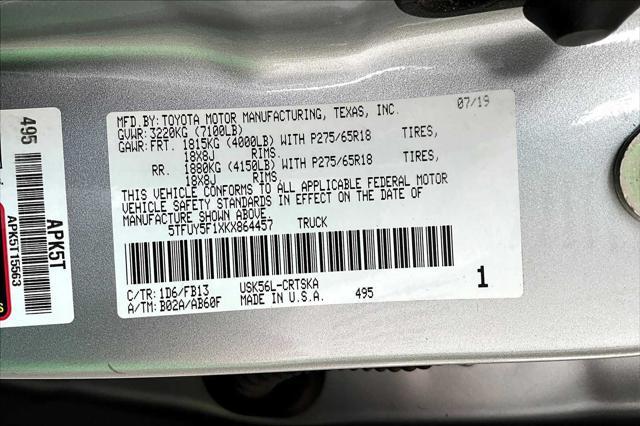 MFD.BY: TOYOTA MOTOR MANUFACTURING, TEXAS, INC. 07/19
GVWR: 3220KG (7100LB)
GAWR: FRT. 1815KG (4000LB) WITH P275/65R18 TIRES,
18X8J RIMS.
RR. 1880KG (4150LB) WITH P275/65R18 TIRES,
18X8J RIMS.
THIS VEHICLE CONFORMS TO ALL APPLICABLE FEDERAL MOTOR
VEHICLE SAFETY STANDARDS IN EFFECT ON THE DATE OF
MANUFACTURE SHOWN ABOVE.
5TFUY5F1XKX864457 TRUCK
C/TR: 1D6/FB13 USK56L-CRTSKA
A/TM: B02A/AB60F MADE IN U.S.A. 495 1
495
APK5T
APK5T15563